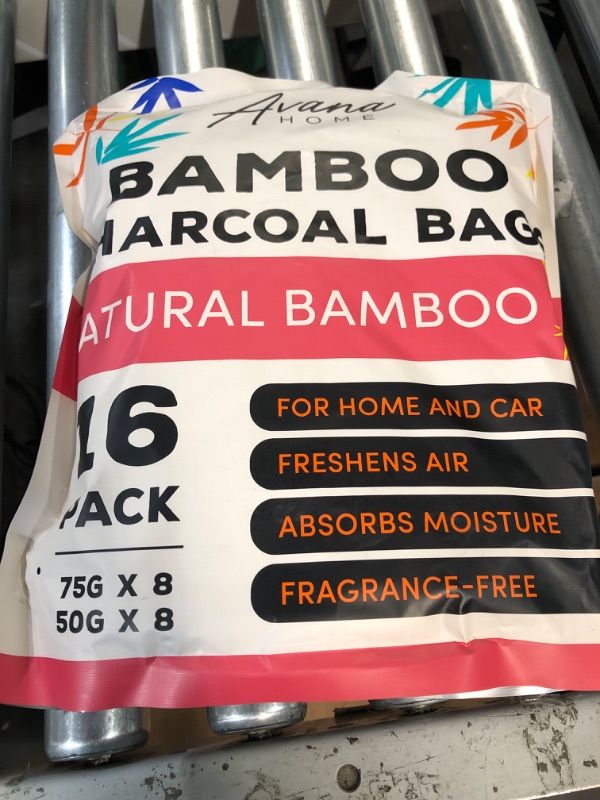 Avana
HOME
BAMBOO
HARCOAL BAGS
ATURAL BAMBOO
16
PACK
75G X 8
50G X 8
FOR HOME AND CAR
FRESHENS AIR
ABSORBS MOISTURE
FRAGRANCE-FREE